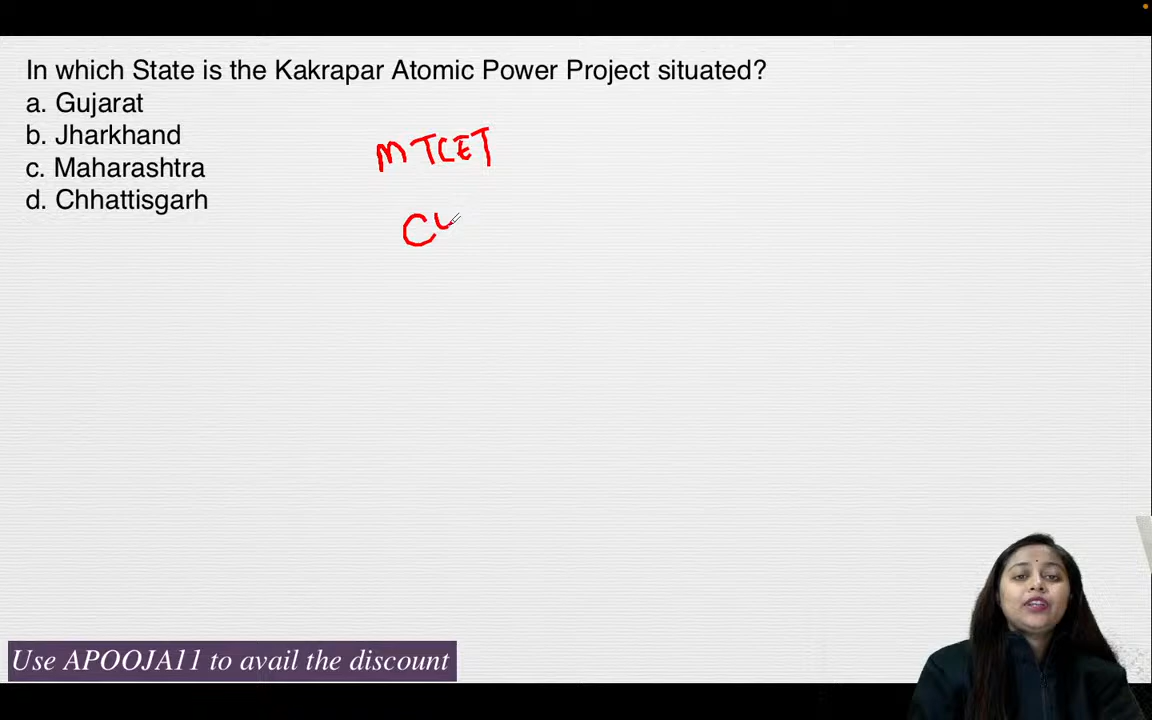 In which State is the Kakrapar Atomic Power Project situated?
a. Gujarat
b. Jharkhand
c. Maharashtra
d. Chhattisgarh
MTCET
Use APOOJA11 to avail the discount